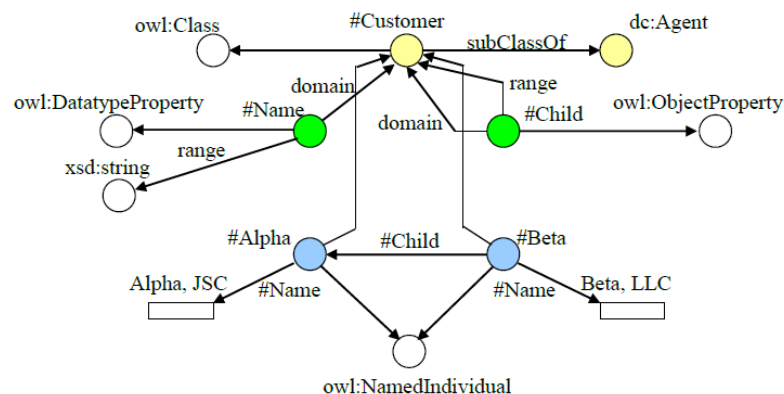 #Customer
dc:Agent
owl:Class
subClassOf
domain
range
owl:DatatypeProperty
#Name
#Child
owl:ObjectProperty
domain
range
xsd:string
#Alpha
#Child
#Beta
Alpha, JSC
#Name
#Name
Beta, LLC
owl:NamedIndividual